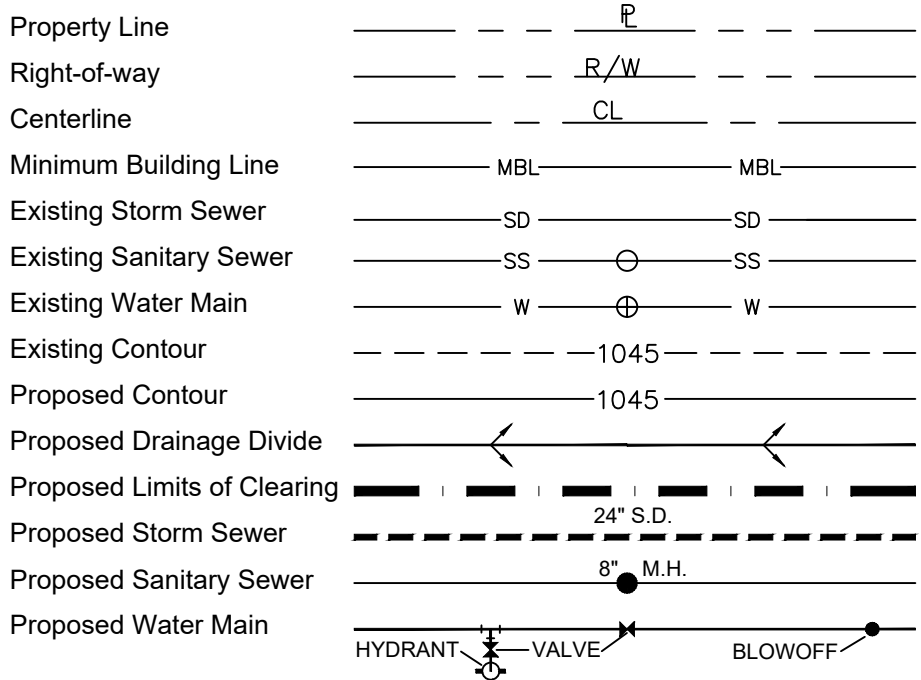 Property Line PL
Right-of-way R/W
Centerline CL
Minimum Building Line MBL MBL
Existing Storm Sewer SD SD
Existing Sanitary Sewer SS SS
Existing Water Main W W
Existing Contour 1045
Proposed Contour 1045
Proposed Drainage Divide
Proposed Limits of Clearing
24" S.D.
Proposed Storm Sewer
Proposed Sanitary Sewer 8" M.H.
Proposed Water Main
HYDRANT VALVE BLOWOFF